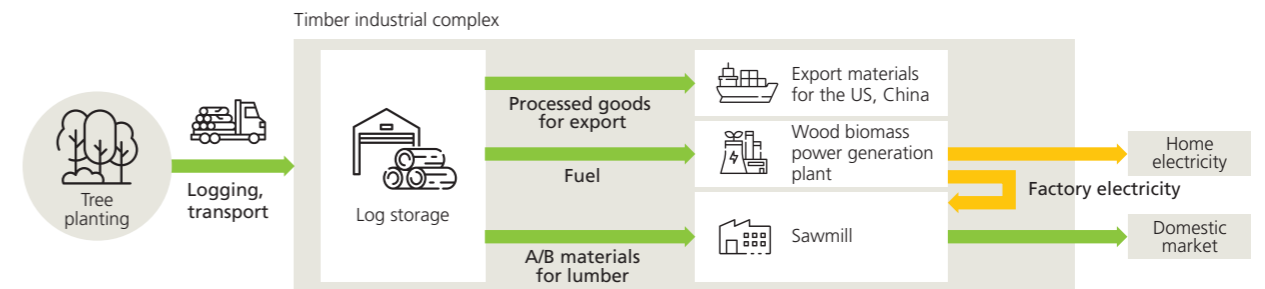 Timber industrial complex
Tree
planting
Logging,
transport
Log storage
Processed goods
for export
Fuel
A/B materials
for lumber
Export materials
for the US, China
Wood biomass
power generation
plant
Sawmill
Home
electricity
Factory electricity
Domestic
market